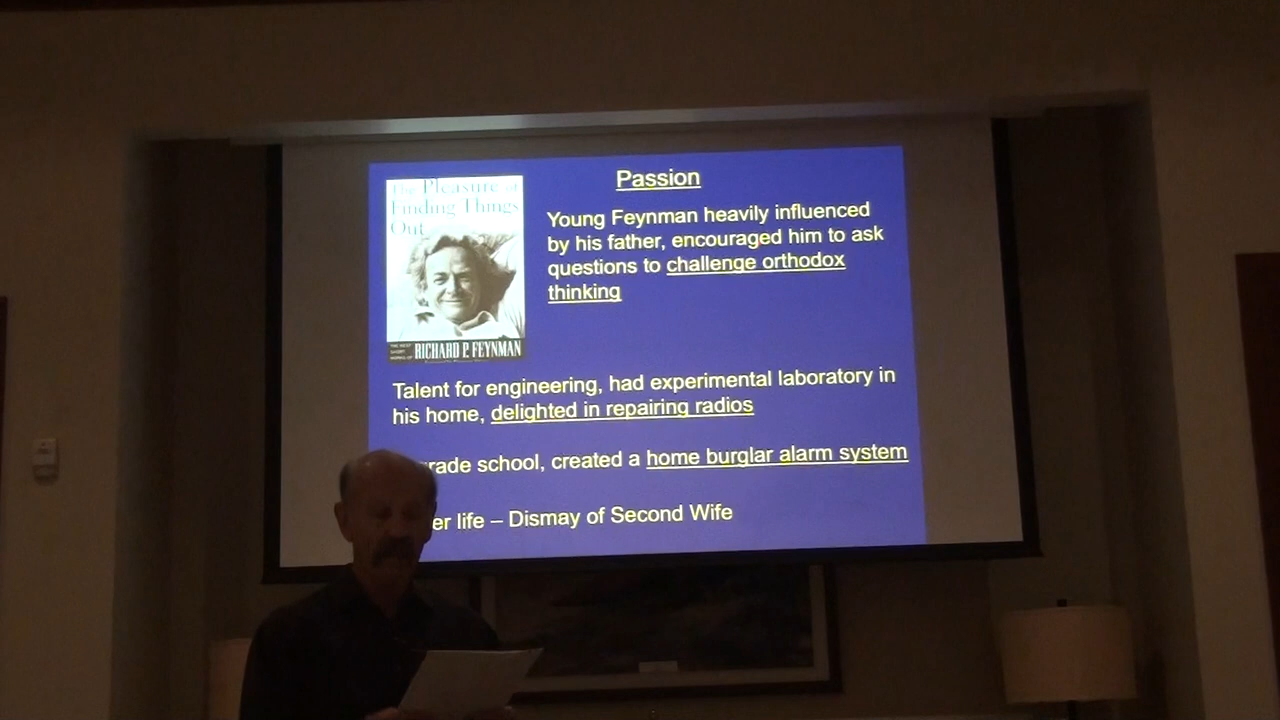 Passion
The Pleasure of
Finding Things
Out
RICHARD P. FEYNMAN
Young Feynman heavily influenced
by his father, encouraged him to ask
questions to challenge orthodox
thinking
Talent for engineering, had experimental laboratory in
his home, delighted in repairing radios
rade school, created a home burglar alarm system
er life – Dismay of Second Wife